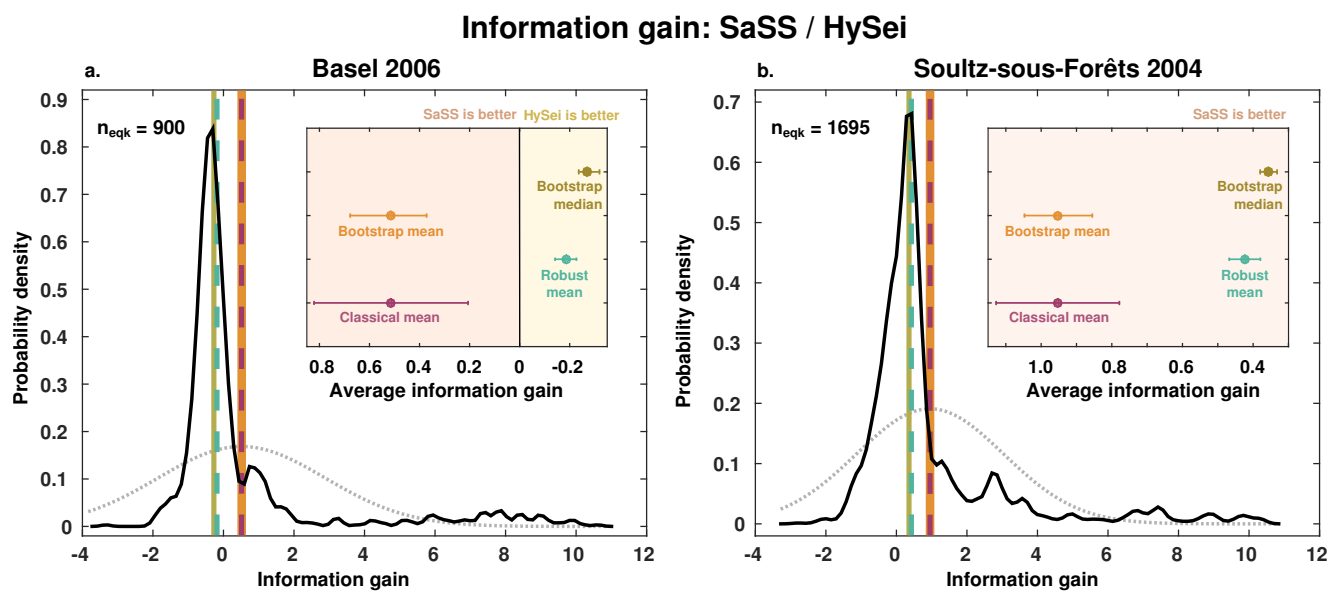 Information gain: SaSS / HySei
a.
Basel 2006
n_eqk = 900
SaSS is better
HySei is better
Bootstrap
median
Bootstrap mean
Robust
mean
Classical mean
0.8 0.6 0.4 0.2 0 -0.2
Average information gain
0.9
0.8
0.7
0.6
0.5
0.4
0.3
0.2
0.1
0
Probability density
-4 -2 0 2 4 6 8 10 12
Information gain
b.
Soultz-sous-Forêts 2004
n_eqk = 1695
SaSS is better
Bootstrap
median
Bootstrap mean
Robust
mean
Classical mean
1.0 0.8 0.6 0.4
Average information gain
0.7
0.6
0.5
0.4
0.3
0.2
0.1
0
Probability density
-4 -2 0 2 4 6 8 10 12
Information gain